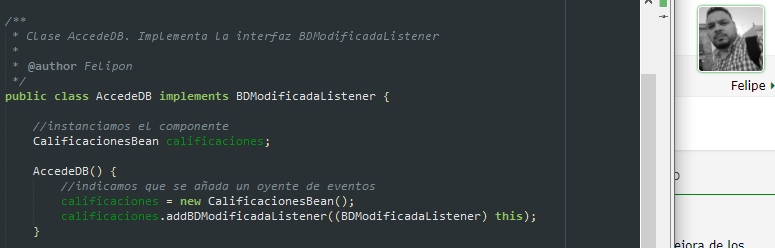 /**
* Clase AccedeDB. Implementa la interfaz BDModificadaListener
*
* @author Felipon
*/
public class AccedeDB implements BDModificadaListener {
//instanciamos el componente
CalificacionesBean calificaciones;
AccedeDB() {
//indicamos que se añada un oyente de eventos
calificaciones = new CalificacionesBean();
calificaciones.addBDModificadaListener((BDModificadaListener) this);
}
Felipe
ejora de los